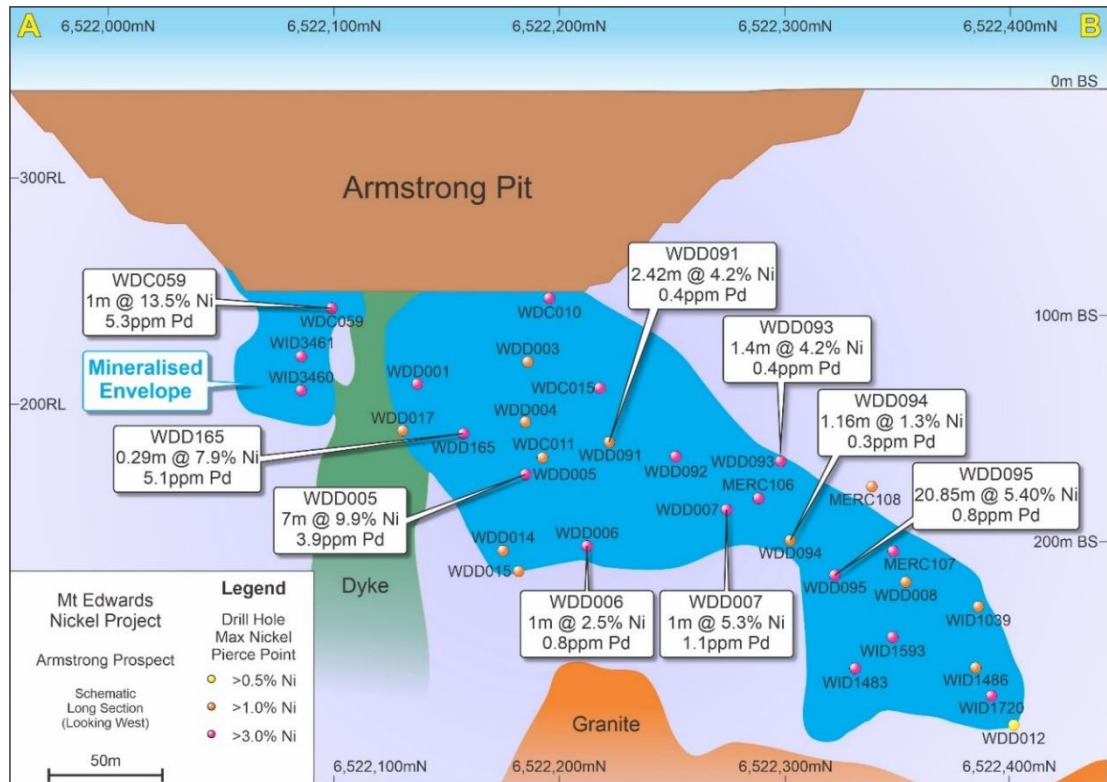 A
6,522,000mN
6,522,100mN
6,522,200mN
6,522,300mN
6,522,400mN
B
0m BS
300RL
Armstrong Pit
WDD091
2.42m @ 4.2% Ni
0.4ppm Pd
WDC059
1m @ 13.5% Ni
5.3ppm Pd
WDC059
WDC010
100m BS
WDD093
1.4m @ 4.2% Ni
0.4ppm Pd
WID3461
WDD003
Mineralised
Envelope
WID3460
WDD001
WDC015
200RL
WDD094
1.16m @ 1.3% Ni
0.3ppm Pd
WDD017
WDD004
WDD165
0.29m @ 7.9% Ni
5.1ppm Pd
WDD165
WDC011
WDD091
WDD092
WDD093
WDD095
20.85m @ 5.40% Ni
0.8ppm Pd
WDD005
MERC106
MERC108
WDD005
7m @ 9.9% Ni
3.9ppm Pd
WDD007
WDD014
WDD006
WDD094
200m BS
WDD015
MERC107
WDD095
WDD008
Dyke
WDD006
1m @ 2.5% Ni
0.8ppm Pd
WDD007
1m @ 5.3% Ni
1.1ppm Pd
WID1039
WID1593
WID1483
WID1486
WID1720
WDD012
Granite
Mt Edwards
Nickel Project
Armstrong Prospect
Schematic
Long Section
(Looking West)
50m
Legend
Drill Hole
Max Nickel
Pierce Point
>0.5% Ni
>1.0% Ni
>3.0% Ni
6,522,100mN
6,522,200mN
6,522,300mN
6,522,400mN